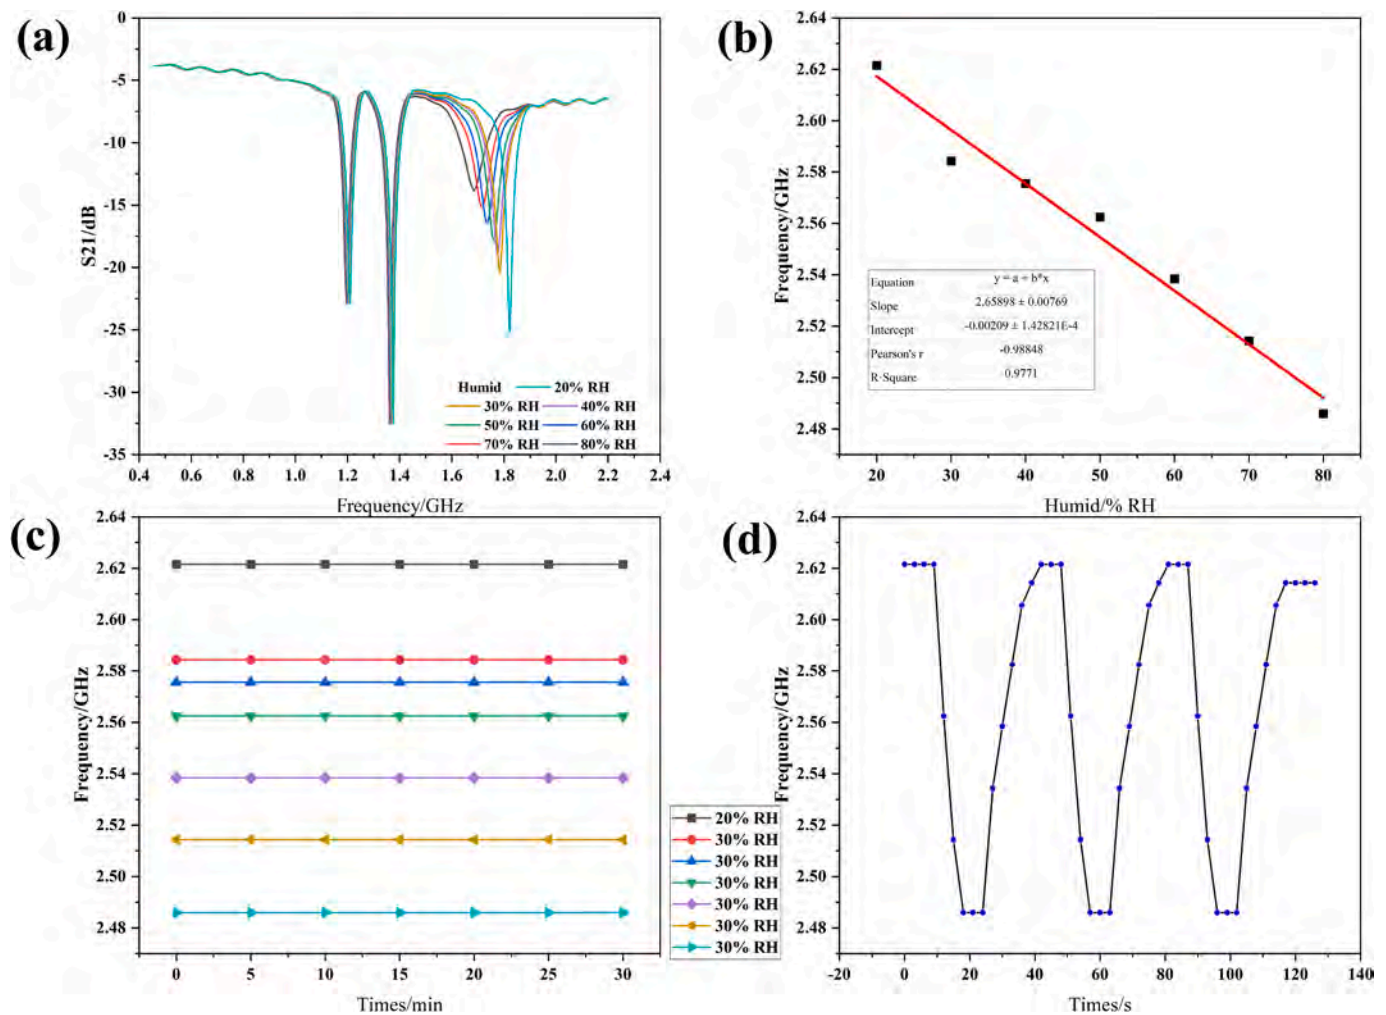 (a)
0
-5
-10
-15
-20
-25
-30
-35
S21/dB
0.4 0.6 0.8 1.0 1.2 1.4 1.6 1.8 2.0 2.2 2.4
Frequency/GHz
Humid 20% RH
30% RH 40% RH
50% RH 60% RH
70% RH 80% RH
(b)
2.64
2.62
2.60
2.58
2.56
2.54
2.52
2.50
2.48
Frequency/GHz
20 30 40 50 60 70 80
Humid/% RH
Equation y = a + b*x
Slope 2.65898 ± 0.00769
Intercept -0.00209 ± 1.42821E-4
Pearson's r -0.98848
R-Square 0.9771
(c)
2.64
2.62
2.60
2.58
2.56
2.54
2.52
2.50
2.48
Frequency/GHz
0 5 10 15 20 25 30
Times/min
20% RH
30% RH
30% RH
30% RH
30% RH
30% RH
30% RH
(d)
2.64
2.62
2.60
2.58
2.56
2.54
2.52
2.50
2.48
Frequency/GHz
-20 0 20 40 60 80 100 120 140
Times/s